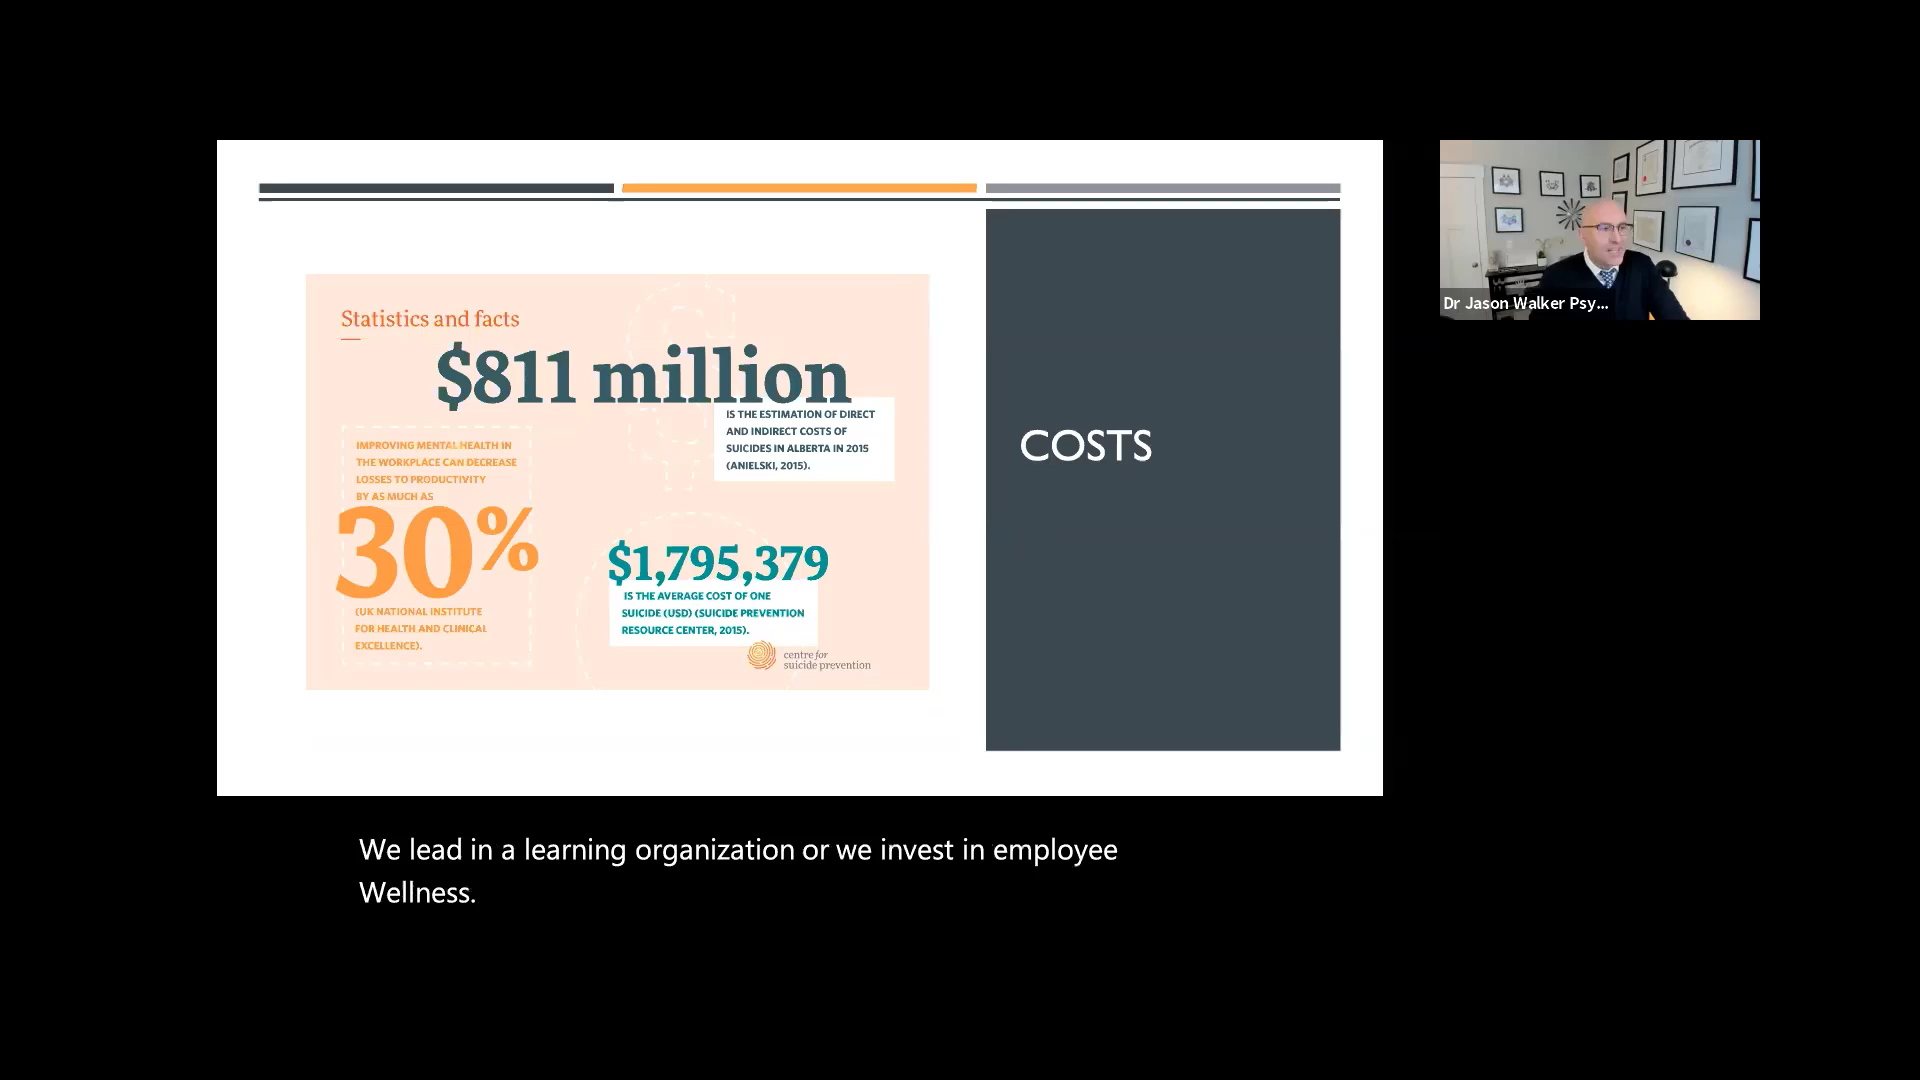 Statistics and facts
$811 million
IS THE ESTIMATION OF DIRECT
AND INDIRECT COSTS OF
SUICIDES IN ALBERTA IN 2015
(ANIELSKI, 2015).
IMPROVING MENTAL HEALTH IN
THE WORKPLACE CAN DECREASE
LOSSES TO PRODUCTIVITY
BY AS MUCH AS
30%
(UK NATIONAL INSTITUTE
FOR HEALTH AND CLINICAL
EXCELLENCE).
$1,795,379
IS THE AVERAGE COST OF ONE
SUICIDE (USD) (SUICIDE PREVENTION
RESOURCE CENTER, 2015).
centre for
suicide prevention
COSTS
Dr Jason Walker Psy...
We lead in a learning organization or we invest in employee
Wellness.